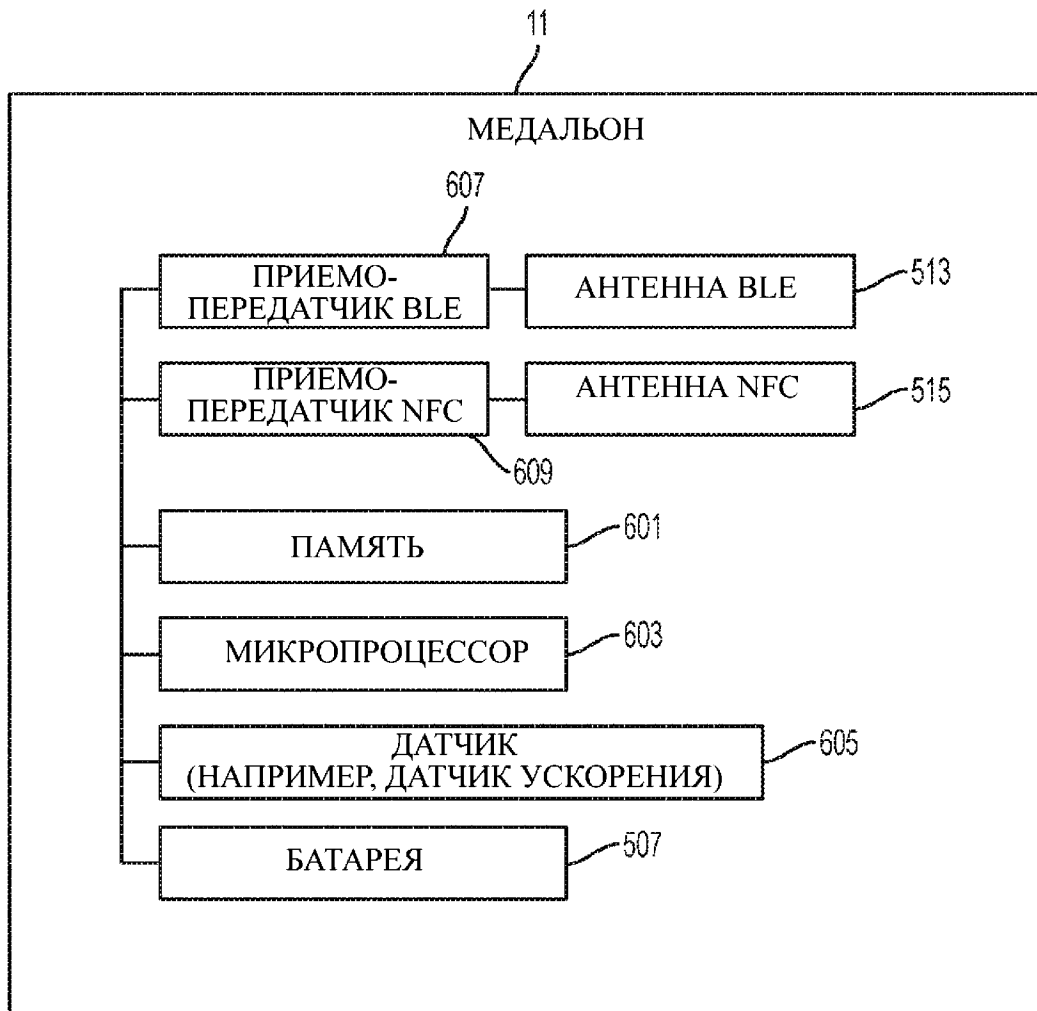 11
МЕДАЛЬОН
607
ПРИЕМО-
ПЕРЕДАТЧИК BLE
АНТЕННА BLE
513
ПРИЕМО-
ПЕРЕДАТЧИК NFC
АНТЕННА NFC
515
609
ПАМЯТЬ
601
МИКРОПРОЦЕССОР
603
ДАТЧИК
(НАПРИМЕР, ДАТЧИК УСКОРЕНИЯ)
605
БАТАРЕЯ
507